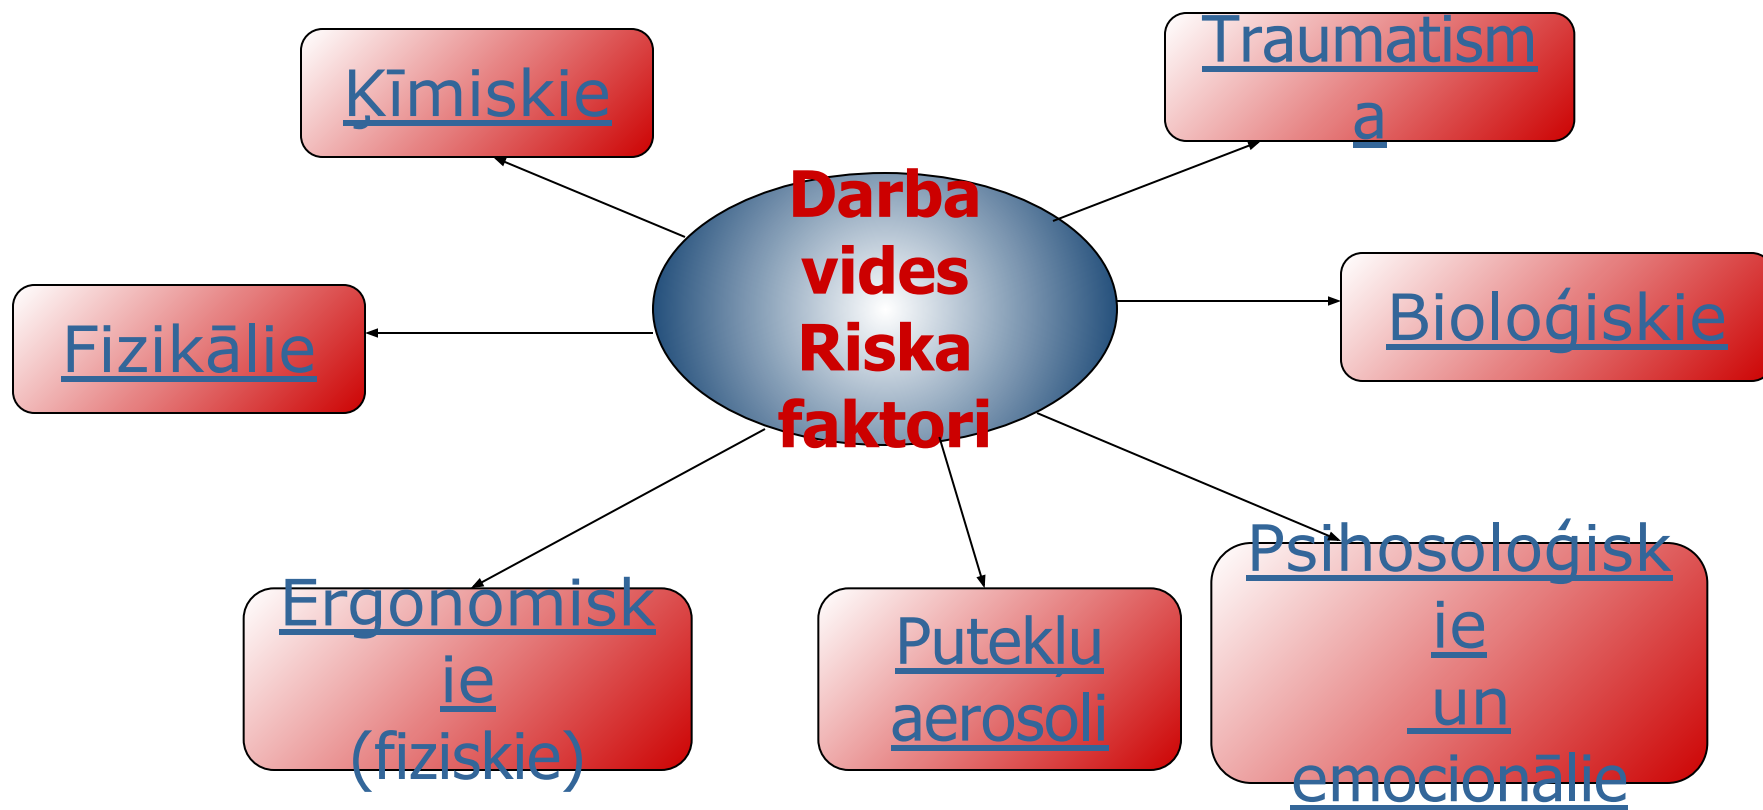 Ķīmiskie
Traumatism
a
Darba
vides
Riska
faktori
Fizikālie
Bioloģiskie
Ergonomisk
ie
(fiziskie)
Putekļu
aerosoli
Psihosoloģisk
ie
un
emocionālie